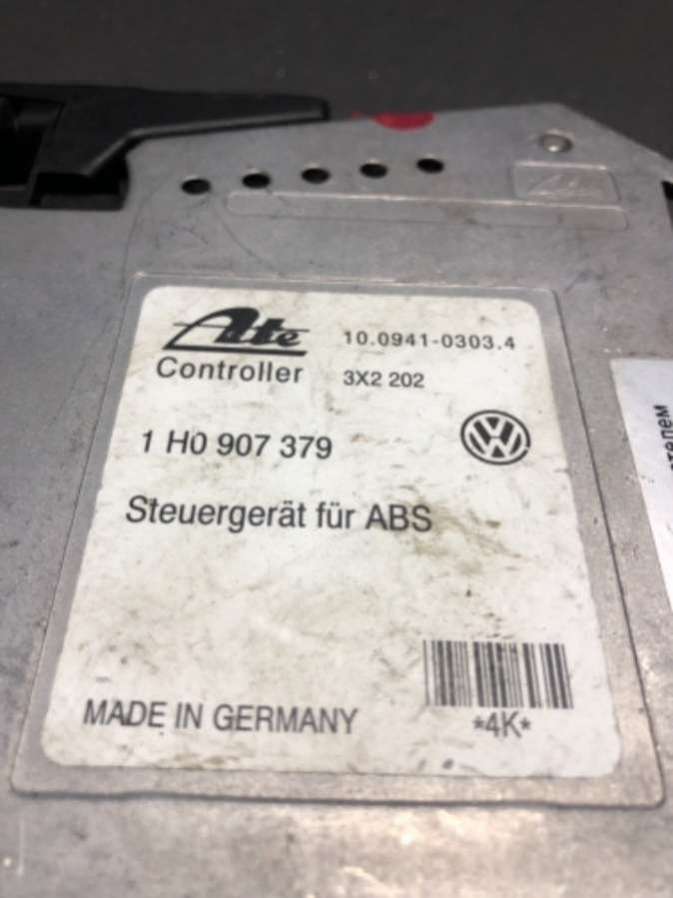 Ate
10.0941-0303.4
Controller
3X2 202
1 H0 907 379
VW
Steuergerät für ABS
MADE IN GERMANY
*4K*